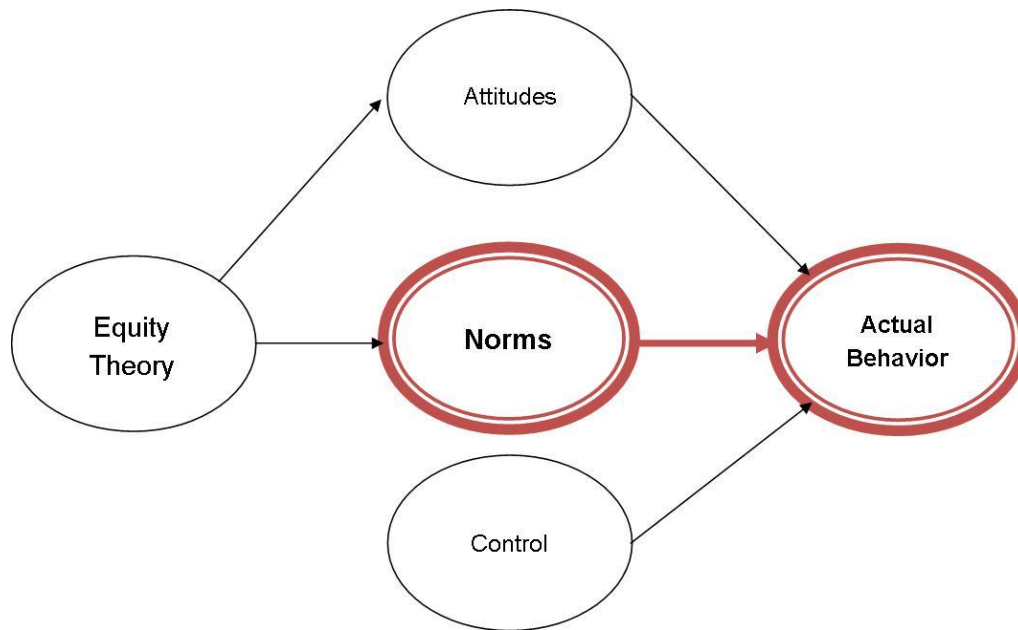 Attitudes
Equity
Theory
Norms
Actual
Behavior
Control